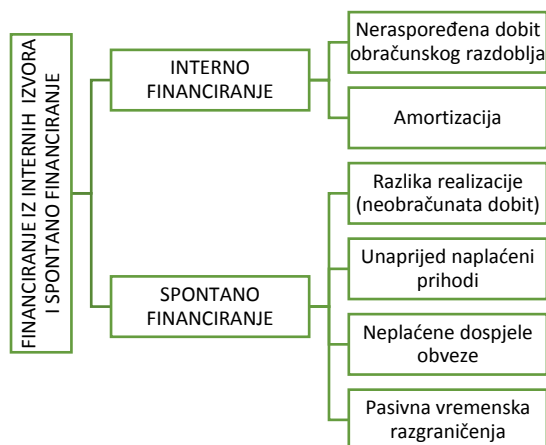 FINANCIRANJE IZ INTERNIH IZVORA
I SPONTANO FINANCIRANJE
INTERNO
FINANCIRANJE
Neraspoređena dobit
obračunskog razdoblja
Amortizacija
SPONTANO
FINANCIRANJE
Razlika realizacije
(neobračunata dobit)
Unaprijed naplaćeni
prihodi
Neplaćene dospjele
obveze
Pasivna vremenska
razgraničenja